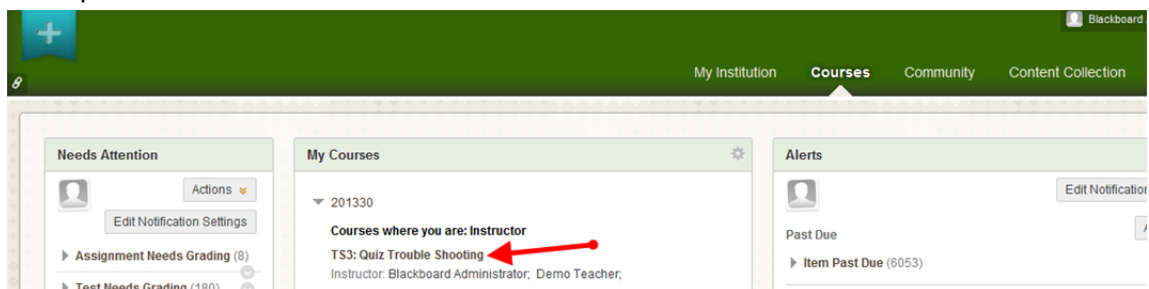 Blackboard
My Institution Courses Community Content Collection
Needs Attention
Actions
Edit Notification Settings
Assignment Needs Grading (8)
Test Needs Grading (180)
My Courses
201330
Courses where you are: Instructor
TS3: Quiz Trouble Shooting
Instructor: Blackboard Administrator; Demo Teacher;
Alerts
Edit Notification
Past Due
Item Past Due (6053)